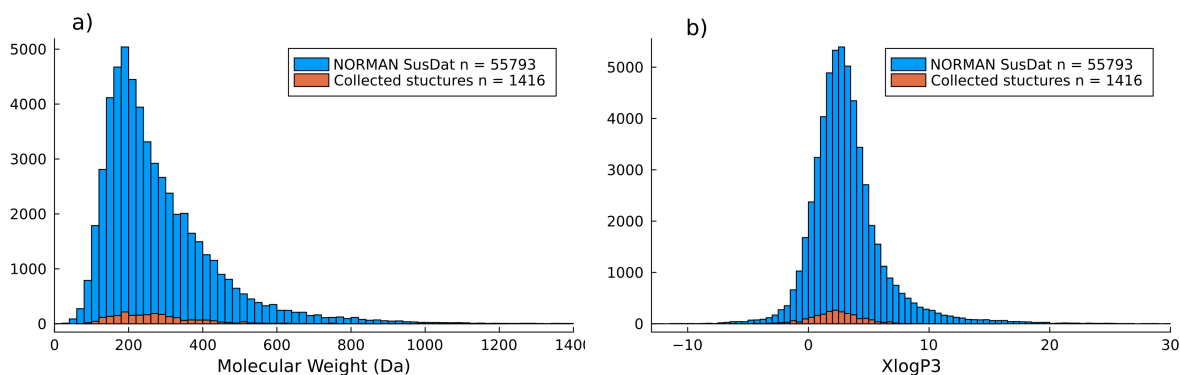 a)
NORMAN SusDat n = 55793
Collected stuctures n = 1416
5000
4000
3000
2000
1000
0
0 200 400 600 800 1000 1200 140
Molecular Weight (Da)
b)
NORMAN SusDat n = 55793
Collected stuctures n = 1416
5000
4000
3000
2000
1000
0
−10 0 10 20 30
XlogP3